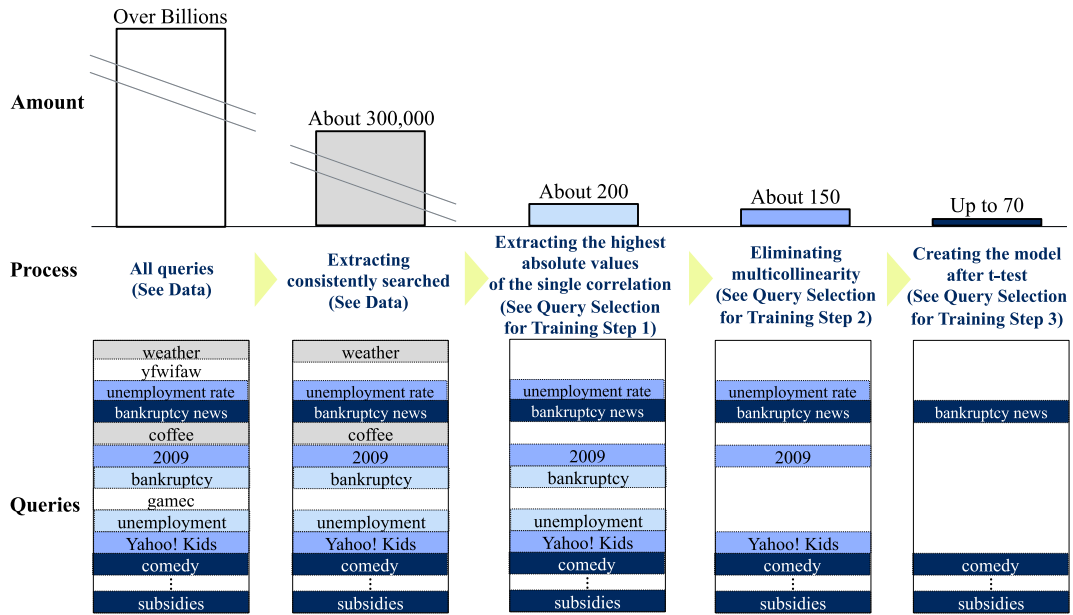 Over Billions
About 300,000
About 200
About 150
Up to 70
Amount
Process
All queries
(See Data)
Extracting
consistently searched
(See Data)
Extracting the highest
absolute values
of the single correlation
(See Query Selection
for Training Step 1)
Eliminating
multicollinearity
(See Query Selection
for Training Step 2)
Creating the model
after t-test
(See Query Selection
for Training Step 3)
Queries
weather
yfwifaw
unemployment rate
bankruptcy news
coffee
2009
bankruptcy
gamec
unemployment
Yahoo! Kids
comedy
⋮
subsidies
weather
unemployment rate
bankruptcy news
coffee
2009
bankruptcy
unemployment
Yahoo! Kids
comedy
⋮
subsidies
unemployment rate
bankruptcy news
2009
bankruptcy
unemployment
Yahoo! Kids
comedy
⋮
subsidies
unemployment rate
bankruptcy news
2009
Yahoo! Kids
comedy
⋮
subsidies
bankruptcy news
comedy
⋮
subsidies